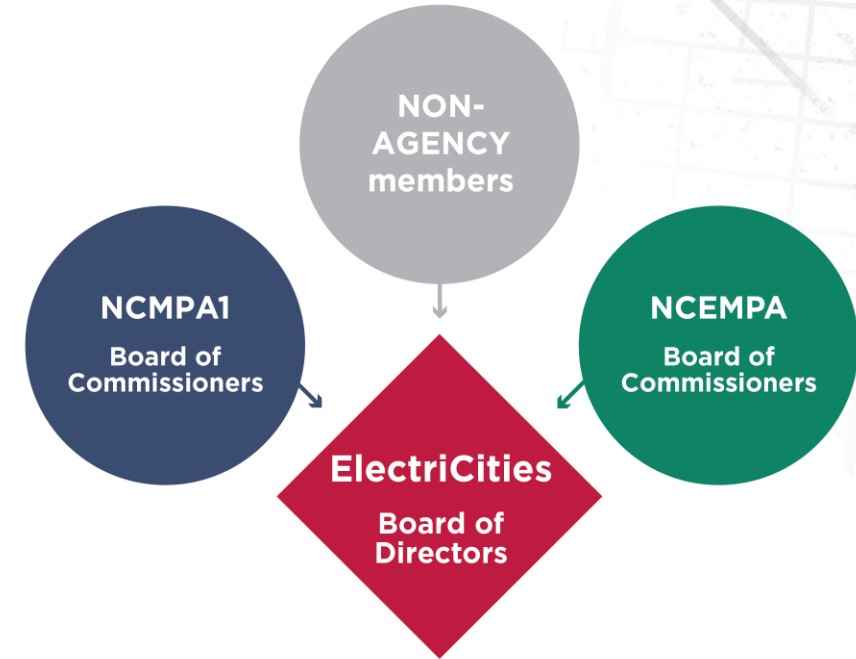 NON-
AGENCY
members
NCMPA1
Board of
Commissioners
NCEMPA
Board of
Commissioners
ElectriCities
Board of
Directors